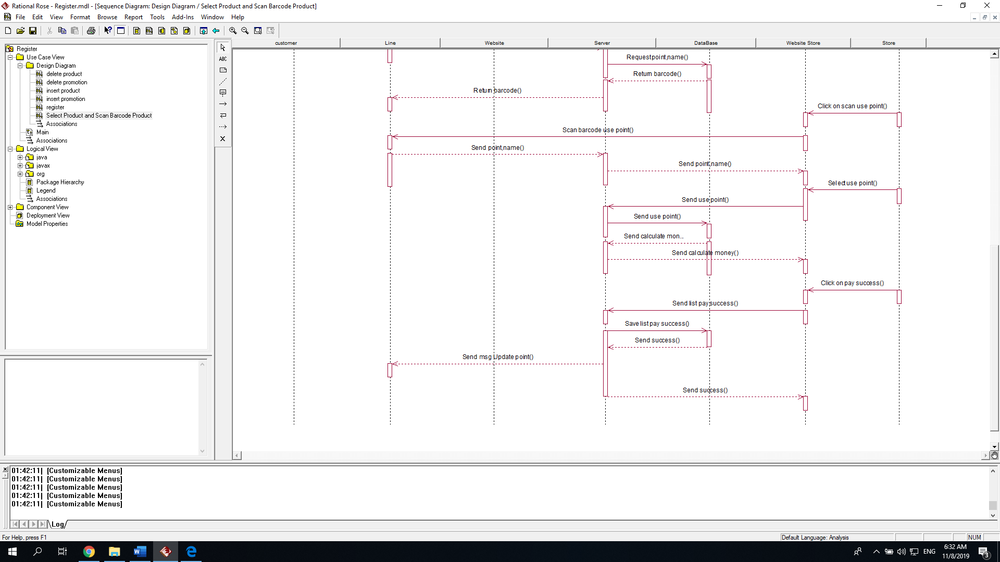 Rational Rose - Register.mdl - [Sequence Diagram: Design Diagram / Select Product and Scan Barcode Product]
File Edit View Format Browse Report Tools Add-Ins Window Help
Register
Use Case View
Design Diagram
delete product
delete promotion
insert product
insert promotion
register
Select Product and Scan Barcode Product
Associations
Main
Associations
Logical View
java
javax
org
Package Hierarchy
Legend
Associations
Component View
Deployment View
Model Properties
ABC
customer Line Website Server DataBase Website Store Store
Request point,name()
Return barcode()
Return barcode()
Click on scan use point()
Scan barcode use point()
Send point,name()
Send point,name()
Select use point()
Send use point()
Send use point()
Send calculate mon...
Send calculate money()
Click on pay success()
Send list pay success()
Save list pay success()
Send success()
Send msg Update point()
Send success()
01:42:11| [Customizable Menus]
01:42:11| [Customizable Menus]
01:42:11| [Customizable Menus]
01:42:11| [Customizable Menus]
01:42:11| [Customizable Menus]
Log
For Help, press F1
Default Language: Analysis
NUM
ENG
6:32 AM
11/8/2019
3